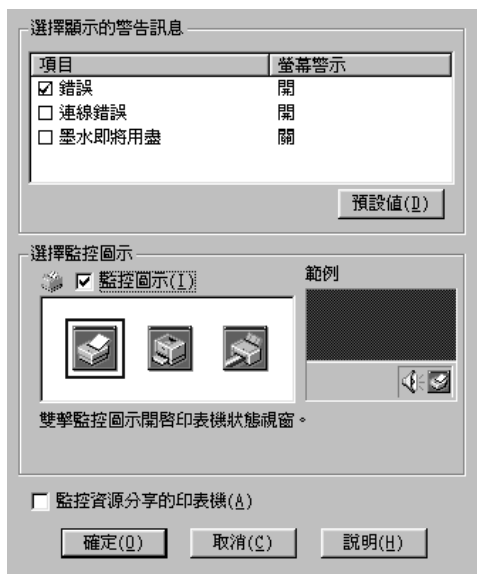 選擇顯示的警告訊息
項目 螢幕警示
錯誤 開
連線錯誤 開
墨水即將用盡 關
預設值(D)
選擇監控圖示
監控圖示(I) 範例
雙擊監控圖示開啓印表機狀態視窗。
監控資源分享的印表機(A)
確定(O) 取消(C) 說明(H)